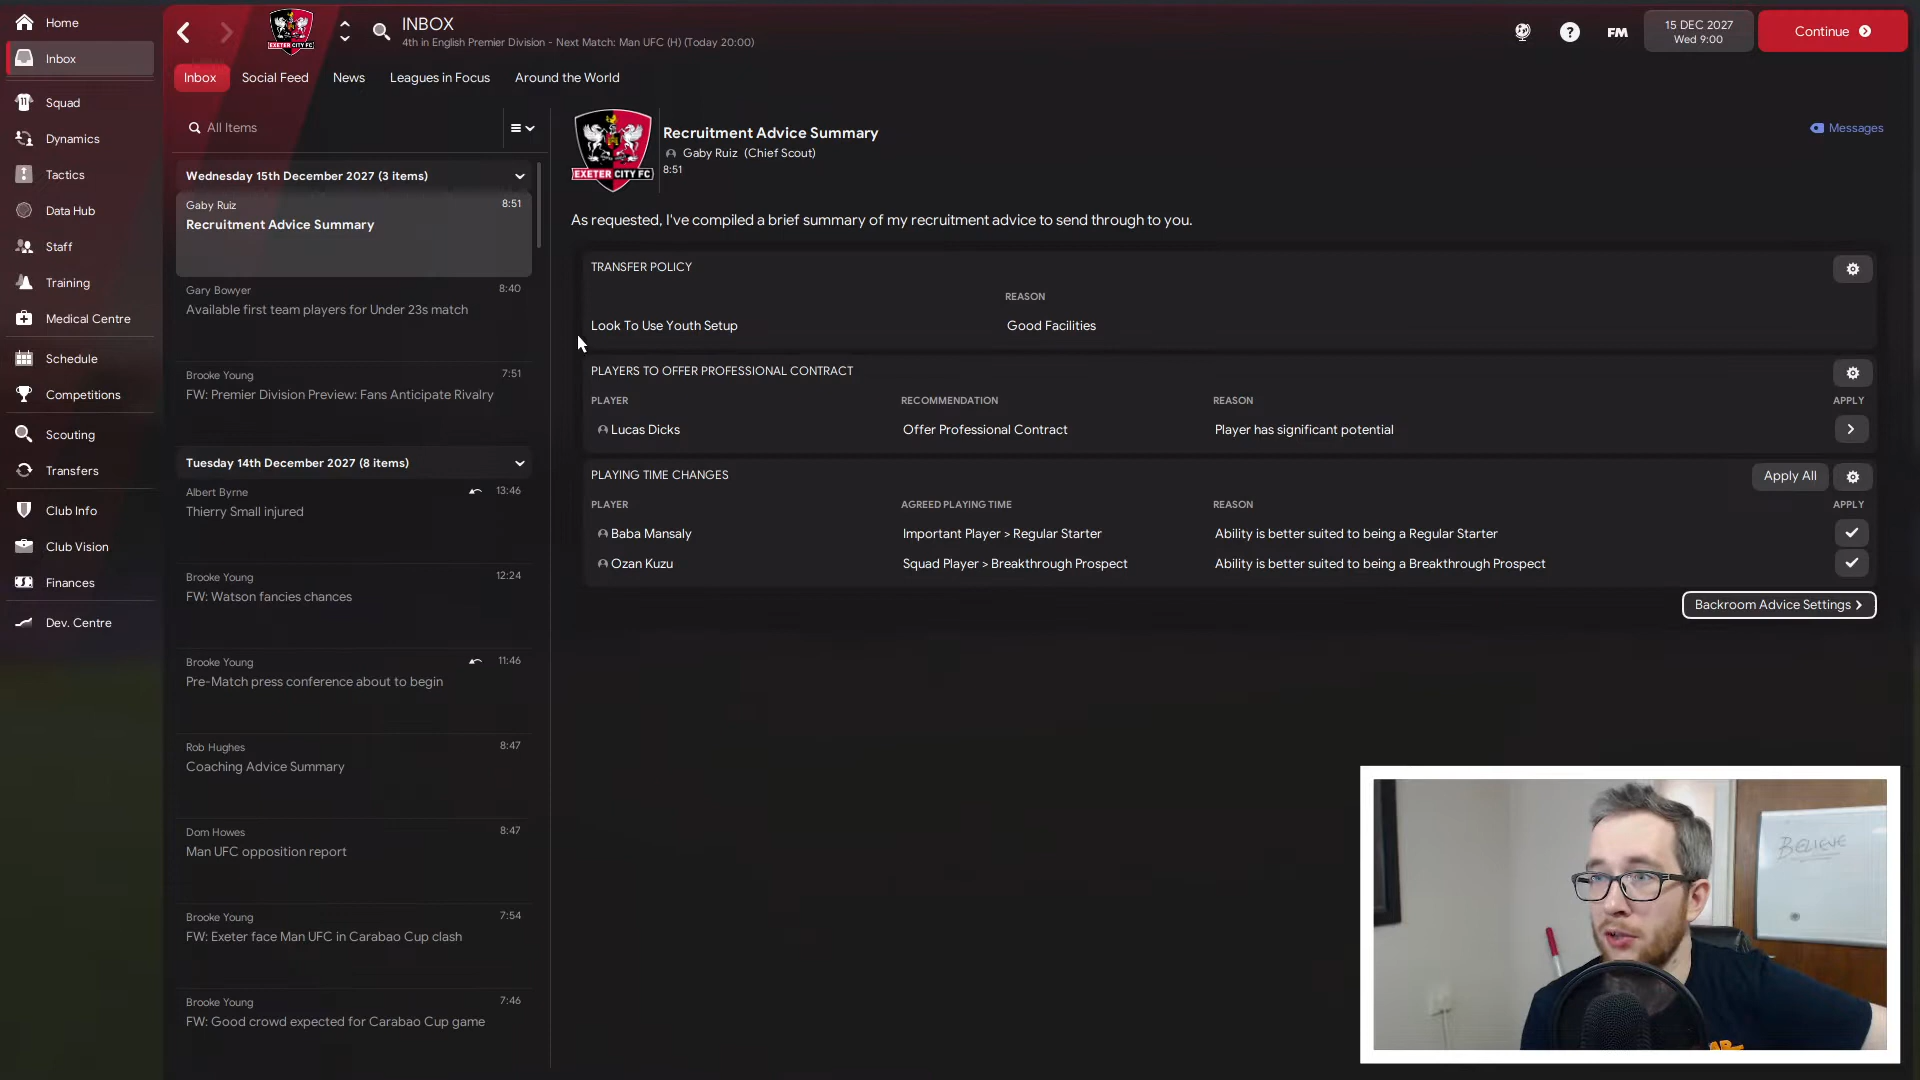 Home
Inbox
Squad
Dynamics
Tactics
Data Hub
Staff
Training
Medical Centre
Schedule
Competitions
Scouting
Transfers
Club Info
Club Vision
Finances
Dev. Centre
EXETER CITY FC
INBOX
4th in English Premier Division - Next Match: Man UFC (H) (Today 20:00)
FM
15 DEC 2027
Wed 9:00
Continue
Inbox
Social Feed
News
Leagues in Focus
Around the World
All Items
Wednesday 15th December 2027 (3 items)
Gaby Ruiz 8:51
Recruitment Advice Summary
Gary Bowyer 8:40
Available first team players for Under 23s match
Brooke Young 7:51
FW: Premier Division Preview: Fans Anticipate Rivalry
Tuesday 14th December 2027 (8 items)
Albert Byrne 13:46
Thierry Small injured
Brooke Young 12:24
FW: Watson fancies chances
Brooke Young 11:46
Pre-Match press conference about to begin
Rob Hughes 8:47
Coaching Advice Summary
Dom Howes 8:47
Man UFC opposition report
Brooke Young 7:54
FW: Exeter face Man UFC in Carabao Cup clash
Brooke Young 7:46
FW: Good crowd expected for Carabao Cup game
EXETER CITY FC
Recruitment Advice Summary
Gaby Ruiz (Chief Scout)
8:51
Messages
As requested, I've compiled a brief summary of my recruitment advice to send through to you.
TRANSFER POLICY
REASON
Look To Use Youth Setup Good Facilities
PLAYERS TO OFFER PROFESSIONAL CONTRACT
PLAYER RECOMMENDATION REASON APPLY
Lucas Dicks Offer Professional Contract Player has significant potential
PLAYING TIME CHANGES Apply All
PLAYER AGREED PLAYING TIME REASON APPLY
Baba Mansaly Important Player > Regular Starter Ability is better suited to being a Regular Starter
Ozan Kuzu Squad Player > Breakthrough Prospect Ability is better suited to being a Breakthrough Prospect
Backroom Advice Settings >
BELIEVE